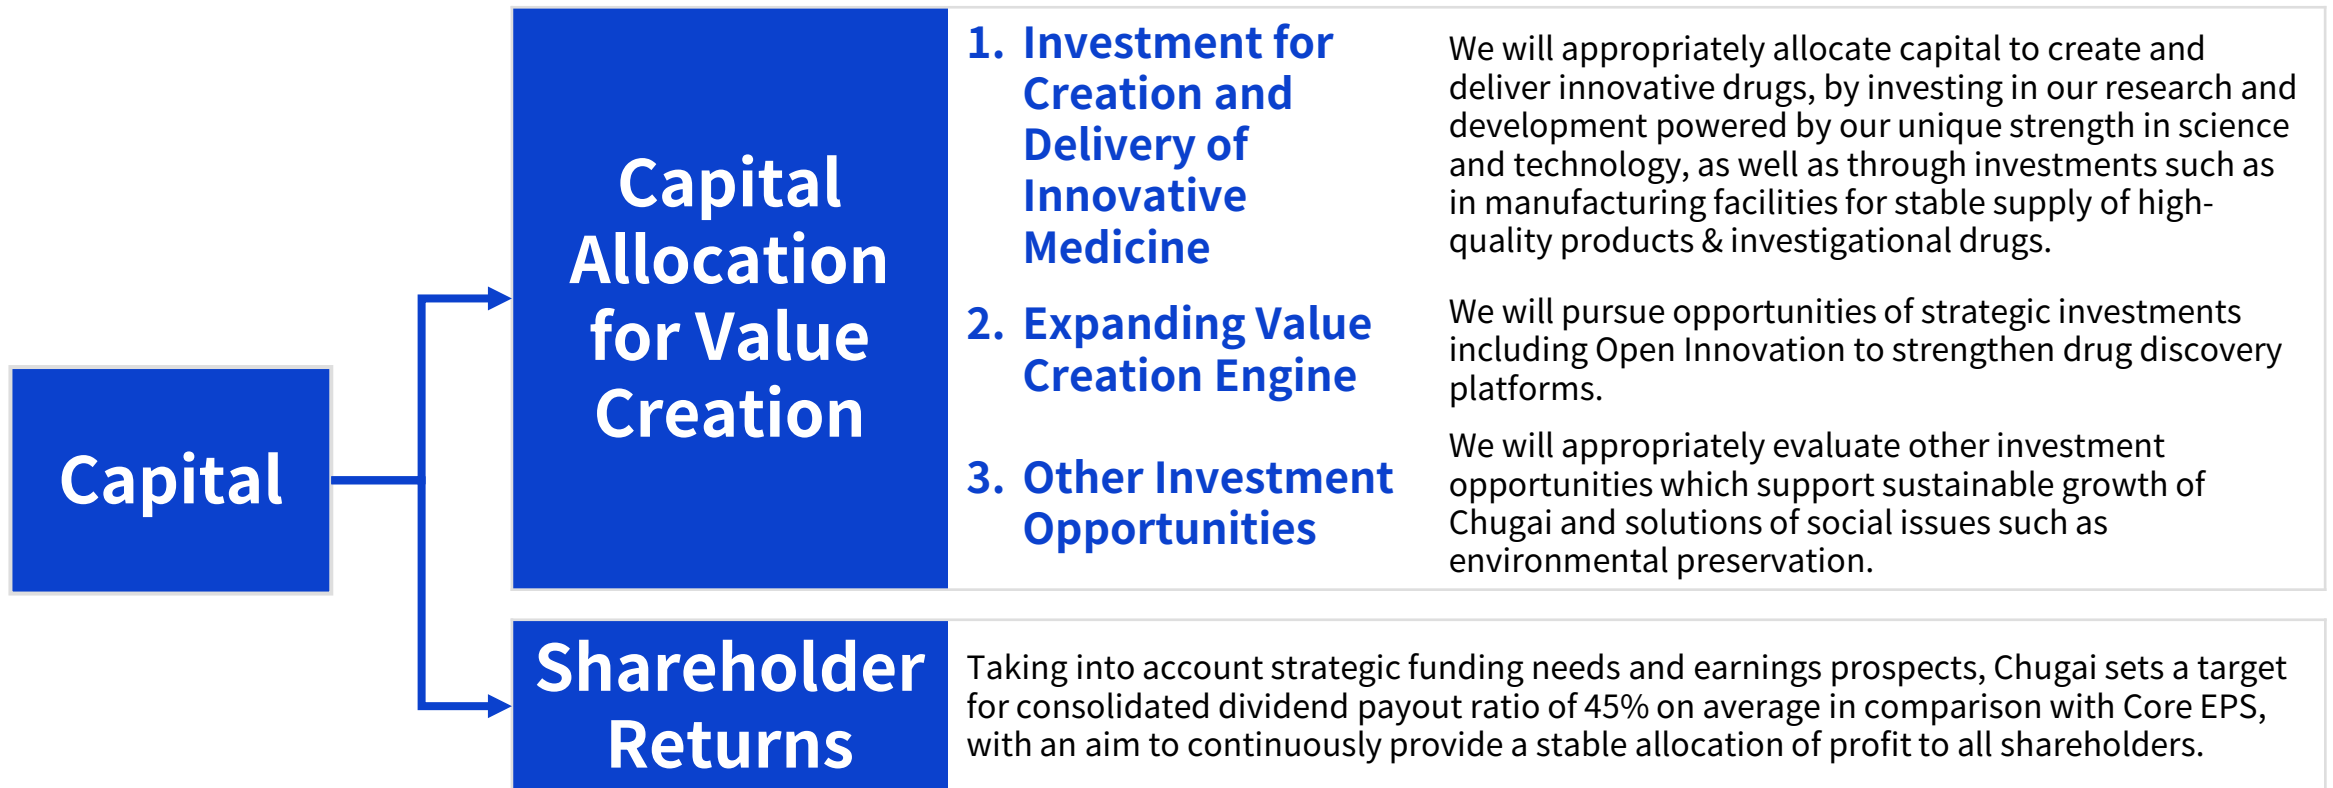 Capital
Capital
Allocation
for Value
Creation
1. Investment for
Creation and
Delivery of
Innovative
Medicine
We will appropriately allocate capital to create and
deliver innovative drugs, by investing in our research and
development powered by our unique strength in science
and technology, as well as through investments such as
in manufacturing facilities for stable supply of high-
quality products & investigational drugs.
2. Expanding Value
Creation Engine
We will pursue opportunities of strategic investments
including Open Innovation to strengthen drug discovery
platforms.
3. Other Investment
Opportunities
We will appropriately evaluate other investment
opportunities which support sustainable growth of
Chugai and solutions of social issues such as
environmental preservation.
Shareholder
Returns
Taking into account strategic funding needs and earnings prospects, Chugai sets a target
for consolidated dividend payout ratio of 45% on average in comparison with Core EPS,
with an aim to continuously provide a stable allocation of profit to all shareholders.